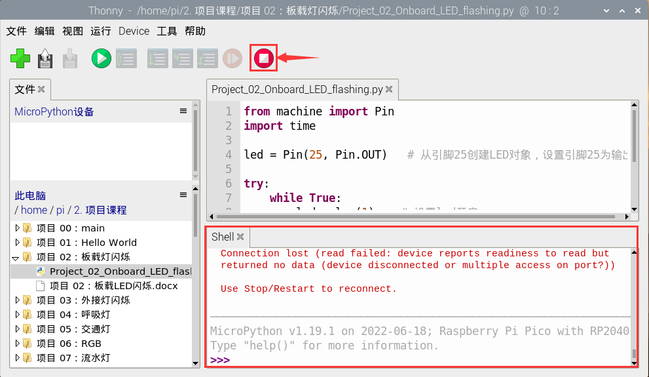 Thonny - /home/pi/2. 项目课程/项目 02：板载灯闪烁/Project_02_Onboard_LED_flashing.py @ 10:2
文件 编辑 视图 运行 Device 工具 帮助
文件
MicroPython设备
此电脑
/ home / pi / 2. 项目课程
项目 00：main
项目 01：Hello World
项目 02：板载灯闪烁
Project_02_Onboard_LED_flas
项目 02：板载LED闪烁.docx
项目 03：外接灯闪烁
项目 04：呼吸灯
项目 05：交通灯
项目 06：RGB
项目 07：流水灯
Project_02_Onboard_LED_flashing.py
1 from machine import Pin
2 import time
3
4 led = Pin(25, Pin.OUT) # 从引脚25创建LED对象，设置引脚25为输出
5
6 try:
7 while True:
Shell
Connection lost (read failed: device reports readiness to read but
returned no data (device disconnected or multiple access on port?))
Use Stop/Restart to reconnect.
MicroPython v1.19.1 on 2022-06-18; Raspberry Pi Pico with RP2040
Type "help()" for more information.
>>>